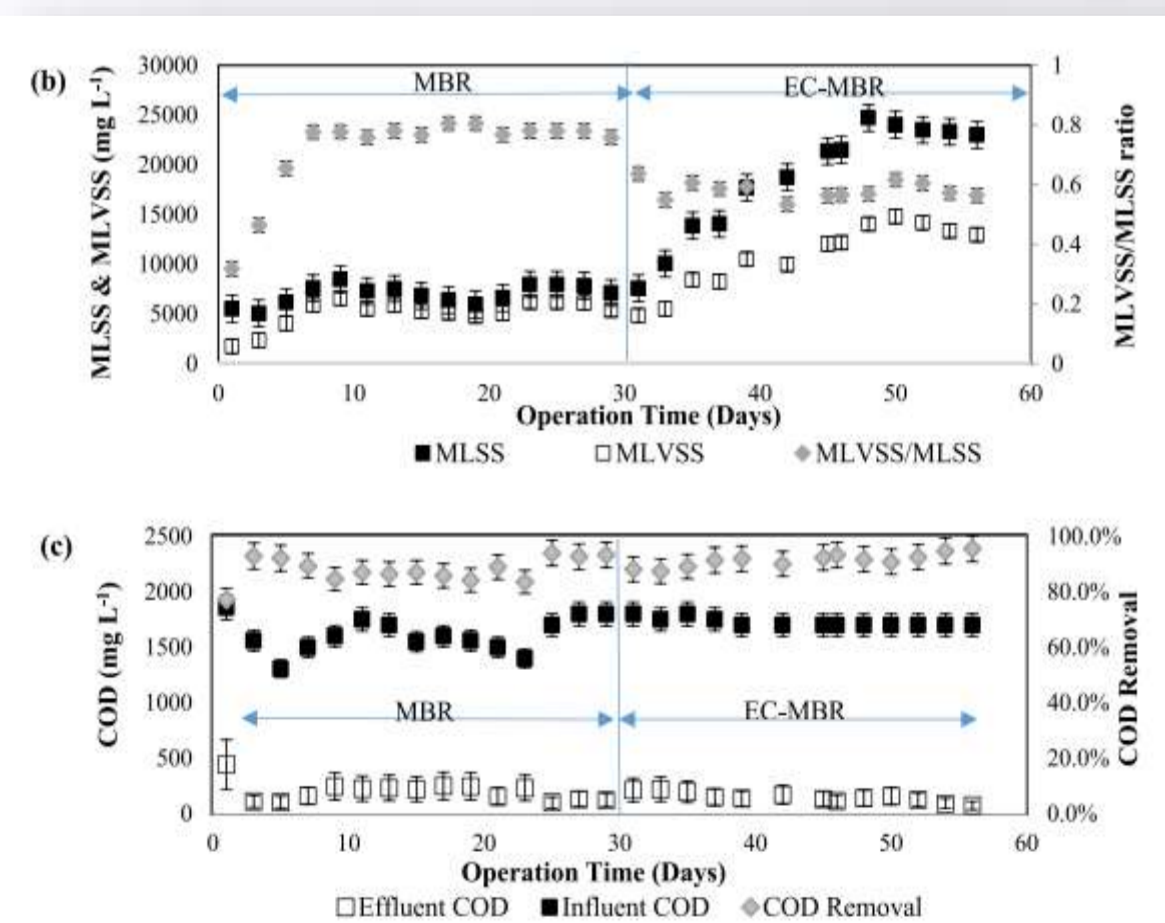 (b)
MLSS & MLVSS (mg L⁻¹)
30000
25000
20000
15000
10000
5000
0
MBR
EC-MBR
1
0.8
0.6
0.4
0.2
0
MLVSS/MLSS ratio
0 10 20 30 40 50 60
Operation Time (Days)
MLSS MLVSS MLVSS/MLSS
(c)
COD (mg L⁻¹)
2500
2000
1500
1000
500
0
MBR
EC-MBR
100.0%
80.0%
60.0%
40.0%
20.0%
0.0%
COD Removal
0 10 20 30 40 50 60
Operation Time (Days)
Effluent COD Influent COD COD Removal